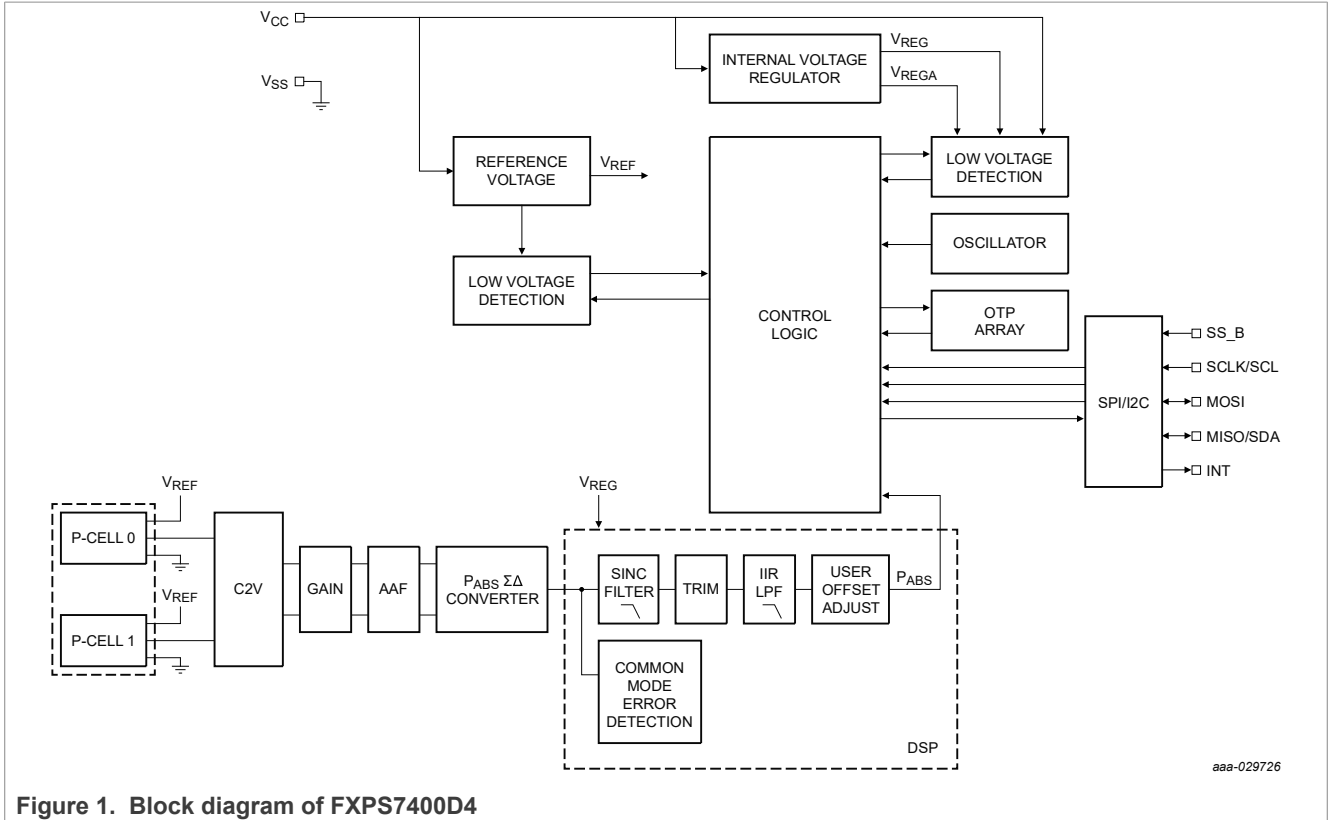 VCC
VSS
INTERNAL VOLTAGE
REGULATOR
VREG
VREGA
REFERENCE
VOLTAGE
VREF
LOW VOLTAGE
DETECTION
LOW VOLTAGE
DETECTION
OSCILLATOR
CONTROL
LOGIC
OTP
ARRAY
SPI/I2C
SS_B
SCLK/SCL
MOSI
MISO/SDA
INT
VREF
P-CELL 0
VREF
P-CELL 1
C2V
GAIN
AAF
PABS ΣΔ
CONVERTER
VREG
SINC
FILTER
TRIM
IIR
LPF
USER
OFFSET
ADJUST
PABS
COMMON
MODE
ERROR
DETECTION
DSP
aaa-029726
Figure 1. Block diagram of FXPS7400D4